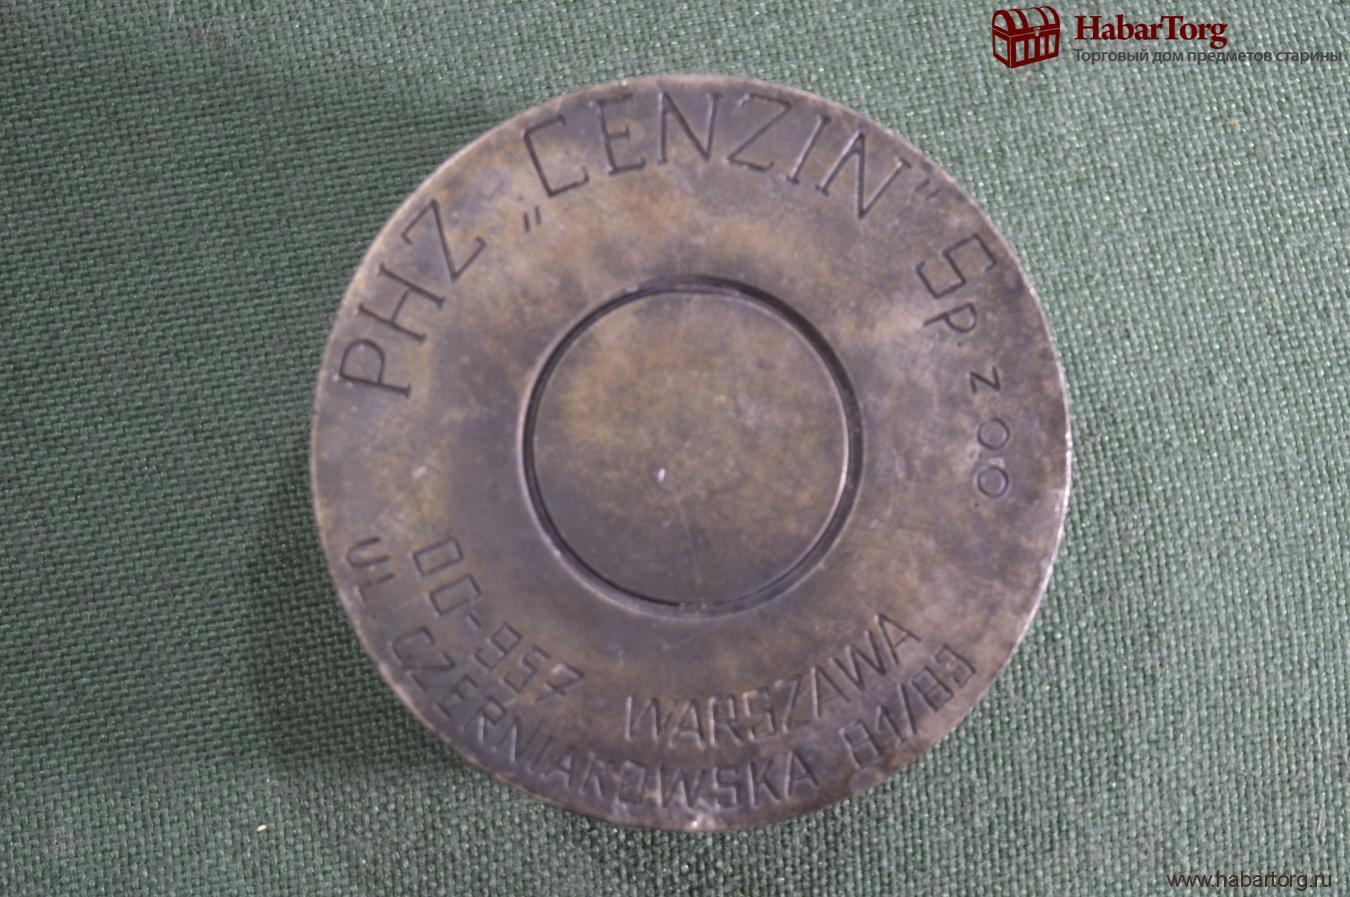 HabarTorg
Торговый дом предметов старины
PHZ „CENZIN” Sp. z o.o.
00-957 WARSZAWA
Ul. CZERNIAKOWSKA 81/83
www.habartorg.ru